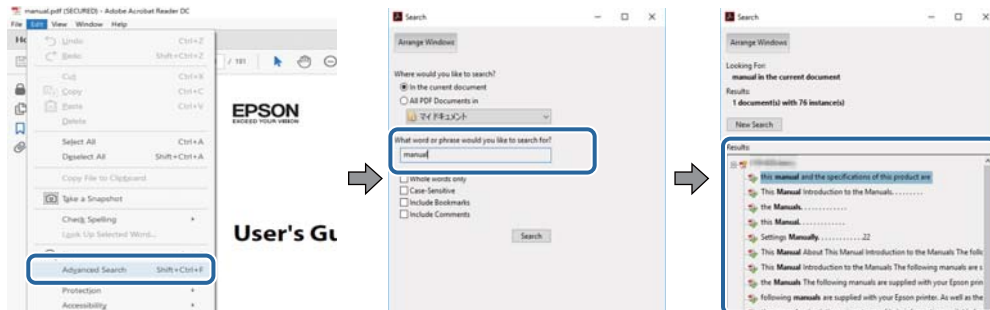 manual.pdf (SECURED) - Adobe Acrobat Reader DC
File Edit View Window Help
Undo Ctrl+Z
Redo Shift+Ctrl+Z
Cut Ctrl+X
Copy Ctrl+C
Paste Ctrl+V
Delete
Select All Ctrl+A
Deselect All Shift+Ctrl+A
Copy File to Clipboard
Take a Snapshot
Check Spelling
Look Up Selected Word...
Advanced Search Shift+Ctrl+F
Protection
Accessibility
/ 191
EPSON
EXCEED YOUR VISION
User's Gu
Search
Arrange Windows
Where would you like to search?
In the current document
All PDF Documents in
マイ ドキュメント
What word or phrase would you like to search for?
manual
Whole words only
Case-Sensitive
Include Bookmarks
Include Comments
Search
Search
Arrange Windows
Looking For:
manual in the current document
Results:
1 document(s) with 76 instance(s)
New Search
Results
this manual and the specifications of this product are
This Manual Introduction to the Manuals.........
the Manuals.............
this Manual.............
Settings Manually.............22
This Manual About This Manual Introduction to the Manuals The follo
This Manual Introduction to the Manuals The following manuals are s
the Manuals The following manuals are supplied with your Epson prin
following manuals are supplied with your Epson printer. As well as the